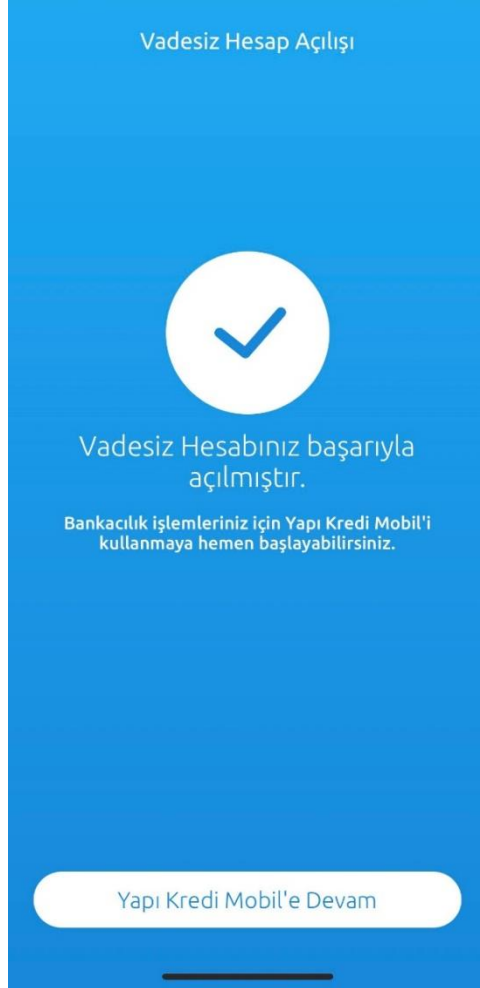 Vadesiz Hesap Açılışı
Vadesiz Hesabınız başarıyla
açılmıştır.
Bankacılık işlemleriniz için Yapı Kredi Mobil'i
kullanmaya hemen başlayabilirsiniz.
Yapı Kredi Mobil'e Devam